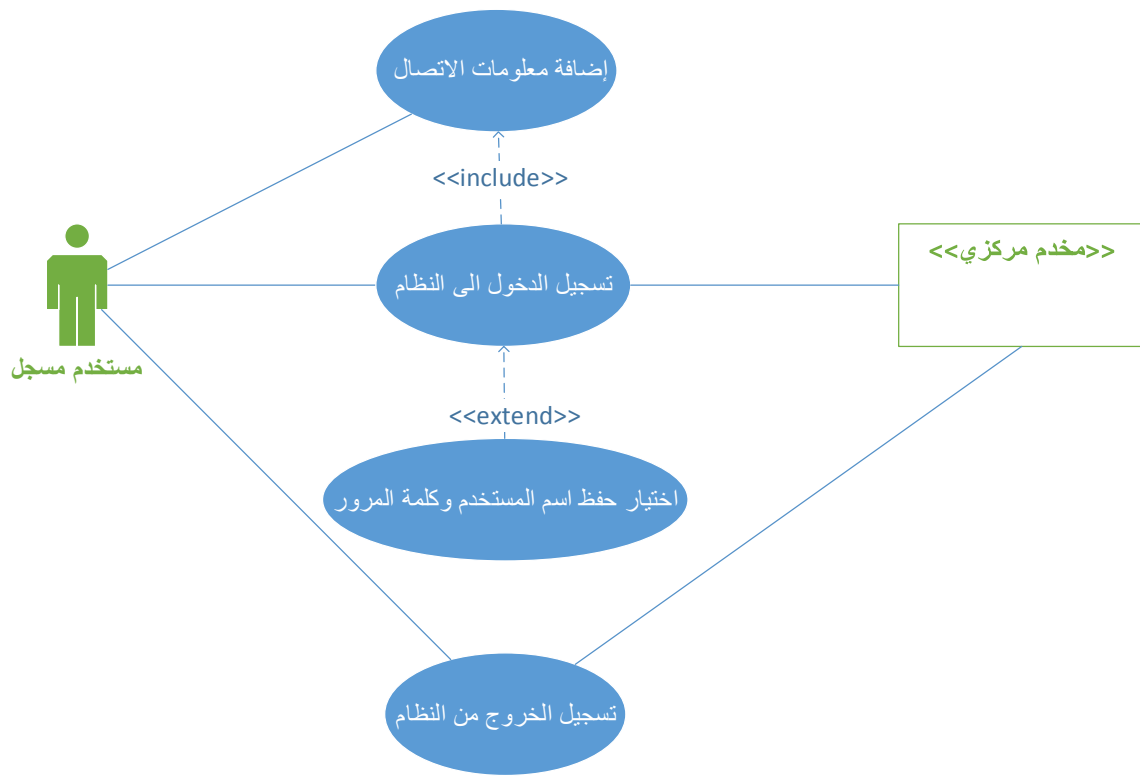 إضافة معلومات الاتصال
<<include>>
<<مخدم مركزي>>
تسجيل الدخول الى النظام
مستخدم مسجل
<<extend>>
اختيار حفظ اسم المستخدم وكلمة المرور
تسجيل الخروج من النظام